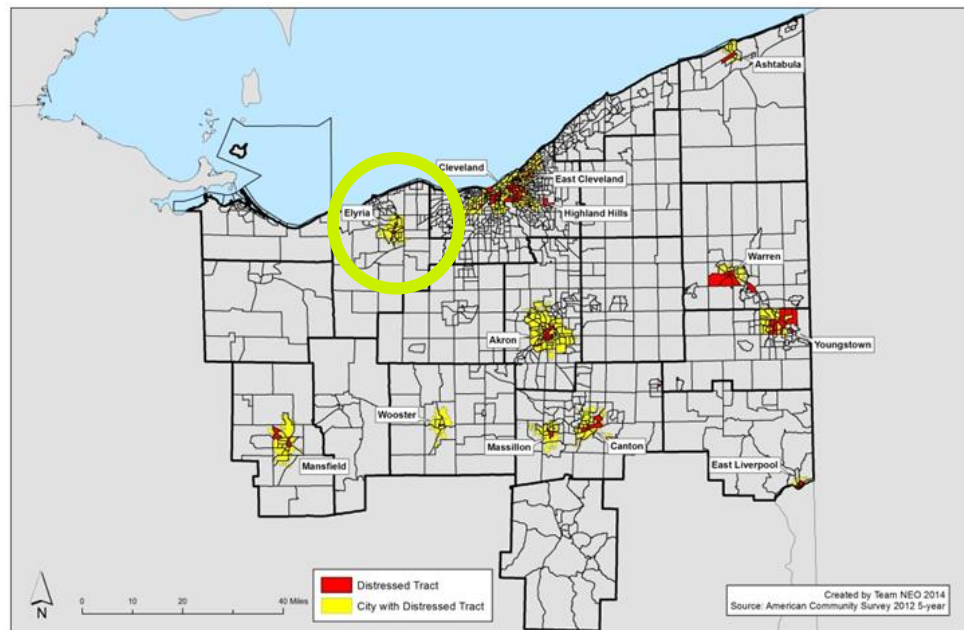 Ashtabula
Cleveland
East Cleveland
Elyria
Highland Hills
Warren
Akron
Youngstown
Wooster
Massillon
Canton
Mansfield
East Liverpool
N
0 10 20 40 Miles
Distressed Tract
City with Distressed Tract
Created by Team NEO 2014
Source: American Community Survey 2012 5-year